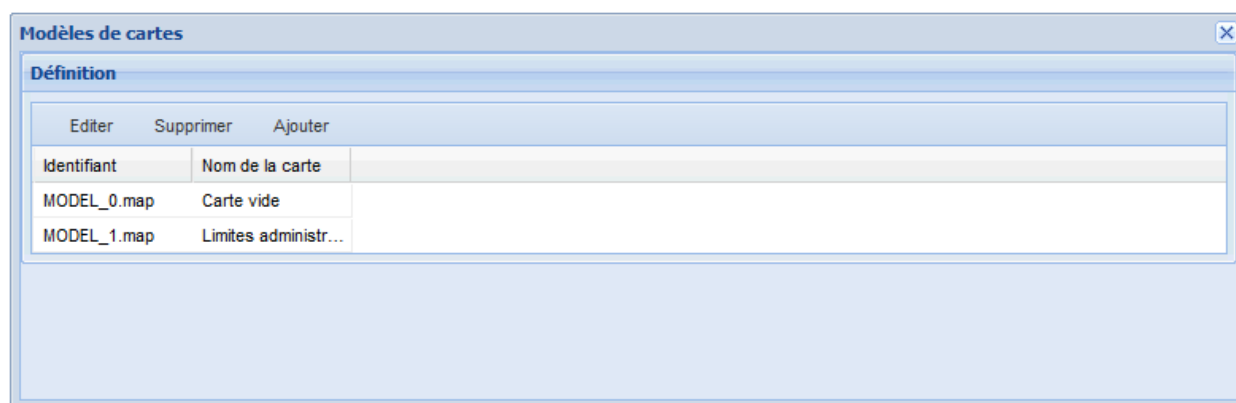 Modèles de cartes
Définition
Editer Supprimer Ajouter
Identifiant Nom de la carte
MODEL_0.map Carte vide
MODEL_1.map Limites administr...